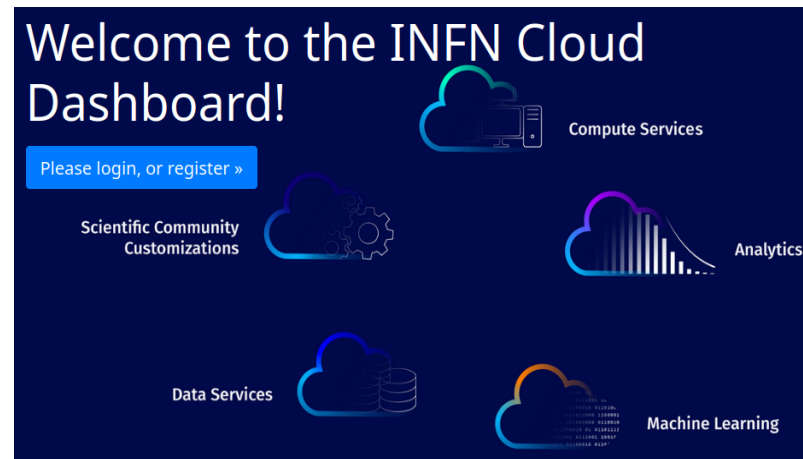 Welcome to the INFN Cloud
Dashboard!
Compute Services
Please login, or register »
Scientific Community
Customizations
Analytics
Data Services
Machine Learning